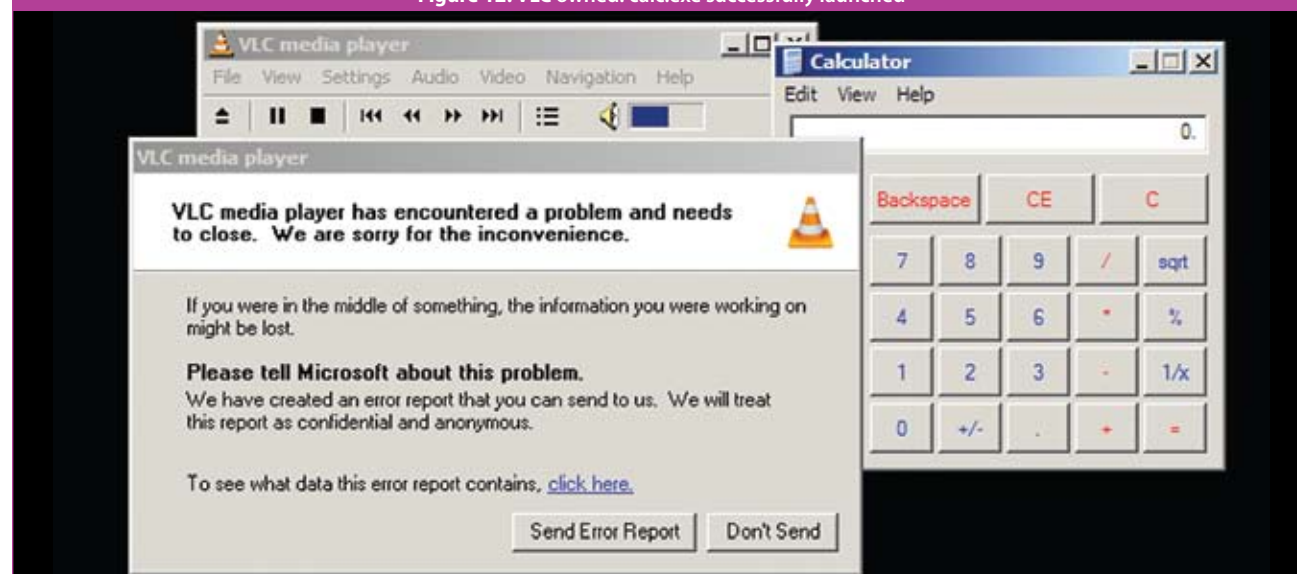 VLC media player
File View Settings Audio Video Navigation Help
Calculator
Edit View Help
0.
Backspace CE C
7 8 9 / sqrt
4 5 6 * %
1 2 3 - 1/x
0 +/- . + =
VLC media player
VLC media player has encountered a problem and needs
to close. We are sorry for the inconvenience.
If you were in the middle of something, the information you were working on
might be lost.
Please tell Microsoft about this problem.
We have created an error report that you can send to us. We will treat
this report as confidential and anonymous.
To see what data this error report contains, click here.
Send Error Report Don't Send